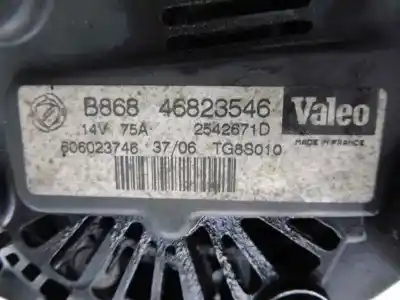 B868 46823546 Valeo
14V 75A 2542671D
606023746 37/06 TG8S010 MADE IN FRANCE